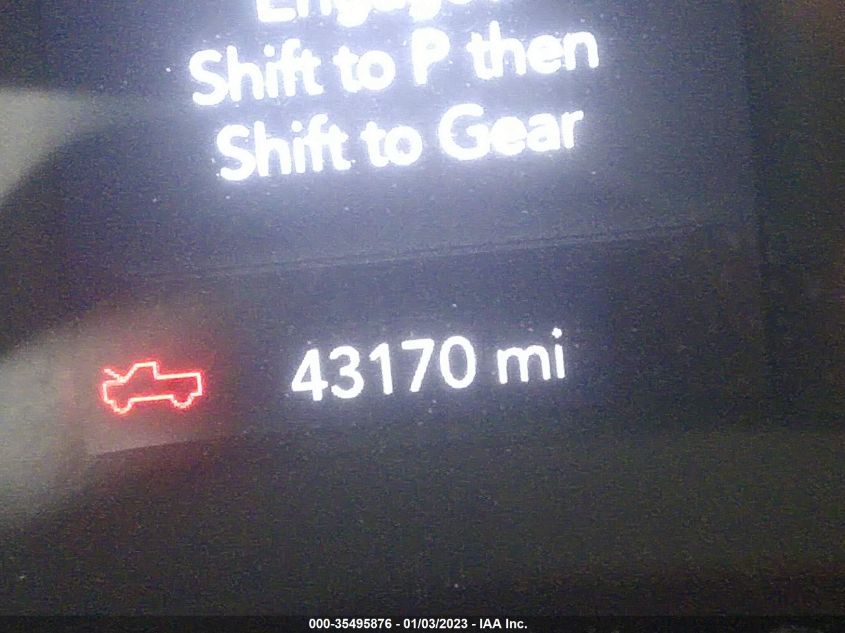 Shift to P then
Shift to Gear
43170 mi
000-35495876 - 01/03/2023 - IAA Inc.